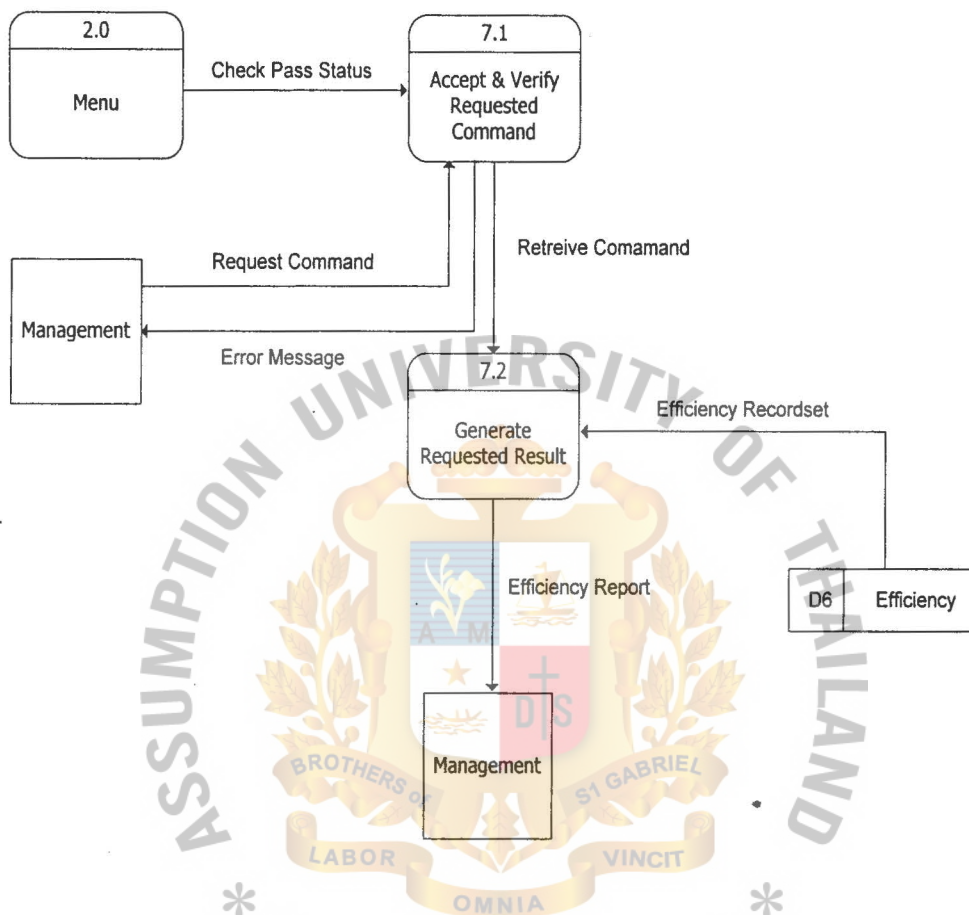 2.0
Menu
Check Pass Status
7.1
Accept & Verify
Requested
Command
Management
Request Command
Error Message
Retreive Comamand
7.2
Generate
Requested Result
Efficiency Recordset
D6
Efficiency
Efficiency Report
Management
ASSUMPTION UNIVERSITY OF THAILAND
A M
D S
BROTHERS of
S1 GABRIEL
LABOR
OMNIA
VINCIT